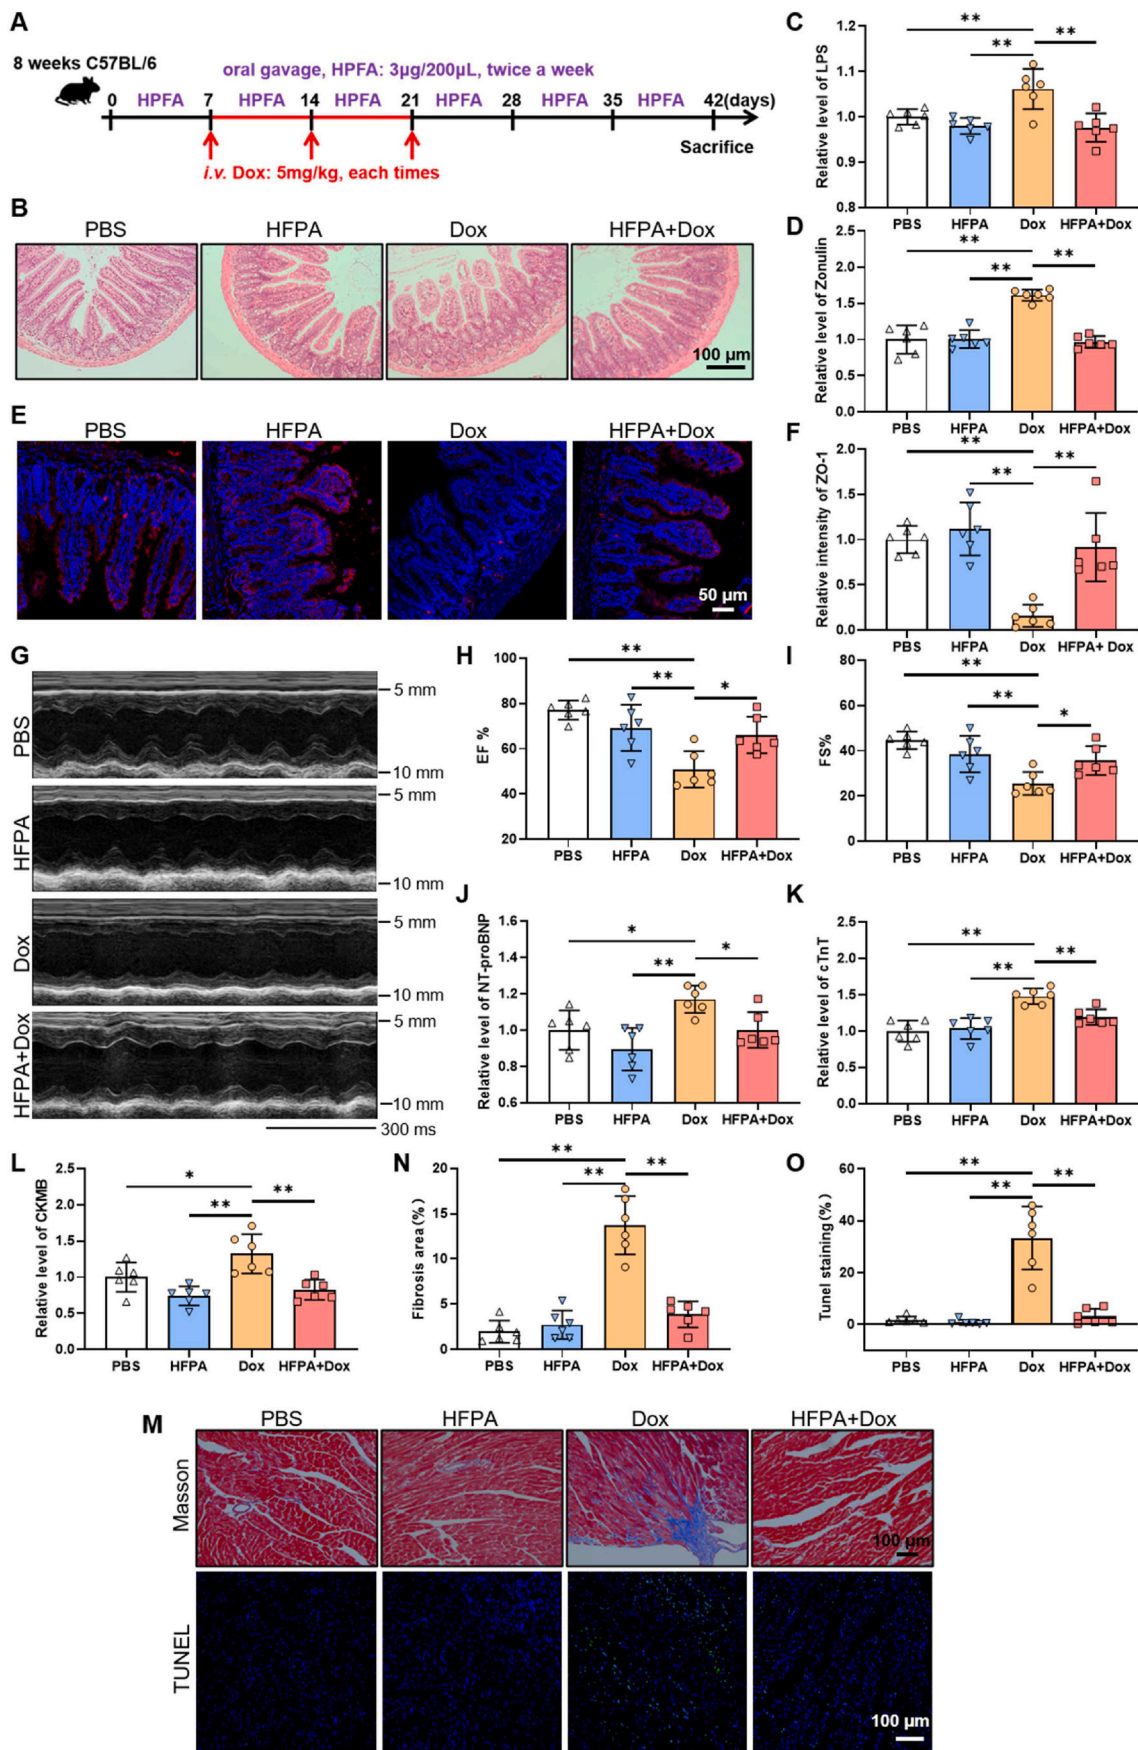 A
8 weeks C57BL/6
oral gavage, HPFA: 3μg/200μL, twice a week
0 HPFA 7 HPFA 14 HPFA 21 HPFA 28 HPFA 35 HPFA 42(days)
Sacrifice
i.v. Dox: 5mg/kg, each times
B
PBS HFPA Dox HFPA+Dox
100 μm
C
Relative level of LPS
1.2
1.1
1.0
0.9
0.8
** ** **
PBS HFPA Dox HFPA+Dox
D
Relative level of Zonulin
2.5
2.0
1.5
1.0
0.5
0.0
** ** **
PBS HFPA Dox HFPA+Dox
E
PBS HFPA Dox HFPA+Dox
50 μm
F
Relative intensity of ZO-1
2.0
1.5
1.0
0.5
0.0
** ** **
PBS HFPA Dox HFPA+ Dox
G
PBS
5 mm
10 mm
HFPA
5 mm
10 mm
Dox
5 mm
10 mm
HFPA+Dox
5 mm
10 mm
300 ms
H
EF %
100
80
60
40
20
** ** *
PBS HFPA Dox HFPA+Dox
I
FS%
80
60
40
20
0
** ** *
PBS HFPA Dox HFPA+Dox
J
Relative level of NT-proBNP
1.6
1.4
1.2
1.0
0.8
0.6
* ** *
PBS HFPA Dox HFPA+Dox
K
Relative level of cTnT
2.5
2.0
1.5
1.0
0.5
0.0
** ** **
PBS HFPA Dox HFPA+Dox
L
Relative level of CKMB
2.5
2.0
1.5
1.0
0.5
0.0
* ** **
PBS HFPA Dox HFPA+Dox
N
Fibrosis area(%)
20
15
10
5
0
** ** **
PBS HFPA Dox HFPA+Dox
O
Tunel staining(%)
60
40
20
0
** ** **
PBS HFPA Dox HFPA+Dox
M
PBS HFPA Dox HFPA+Dox
Masson
100 μm
TUNEL
100 μm